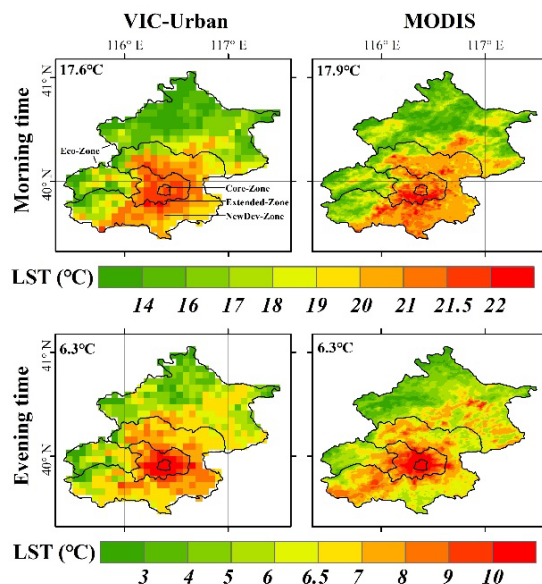 VIC-Urban MODIS
116° E 117° E 116° E 117° E
17.6°C 17.9°C
41° N
Eco-Zone
Morning time
40° N
Core-Zone
Extended-Zone
NewDev-Zone
LST (°C)
14 16 17 18 19 20 21 21.5 22
6.3°C 6.3°C
41° N
Evening time
40° N
LST (°C)
3 4 5 6 6.5 7 8 9 10